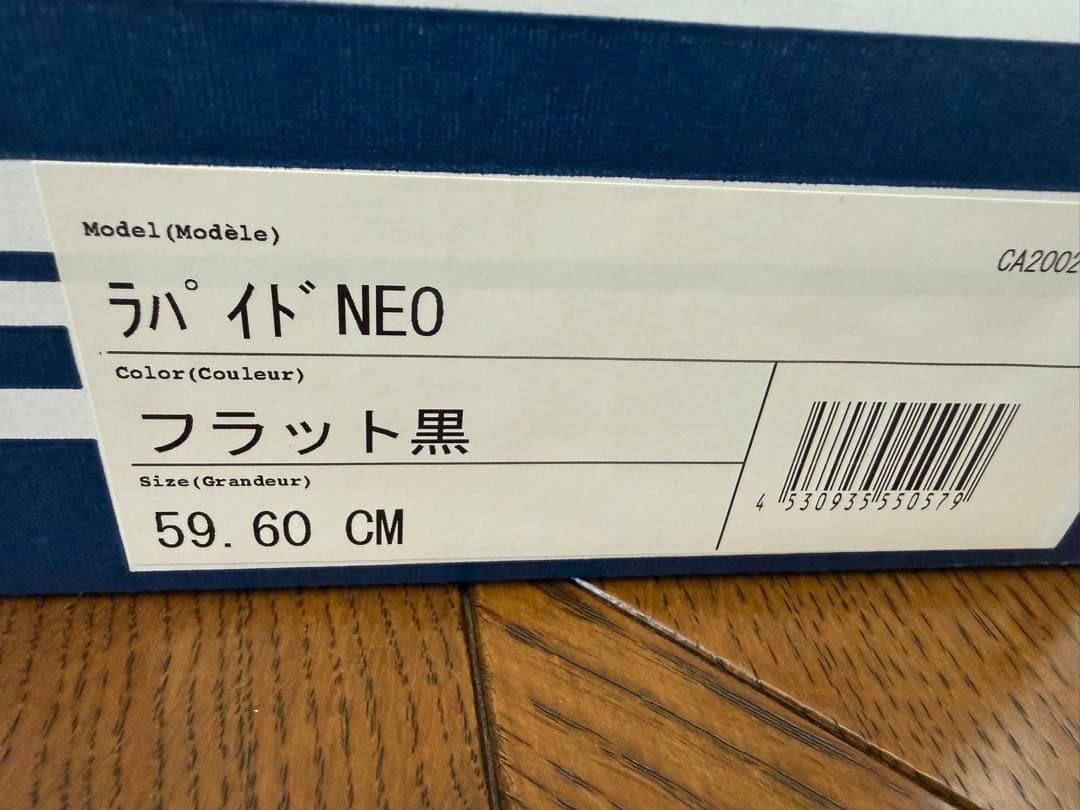 Model(Modèle)
CA2002
ﾗﾊﾟｲﾄﾞNEO
Color(Couleur)
フラット黒
Size(Grandeur)
59.60 CM
4 530935 550579